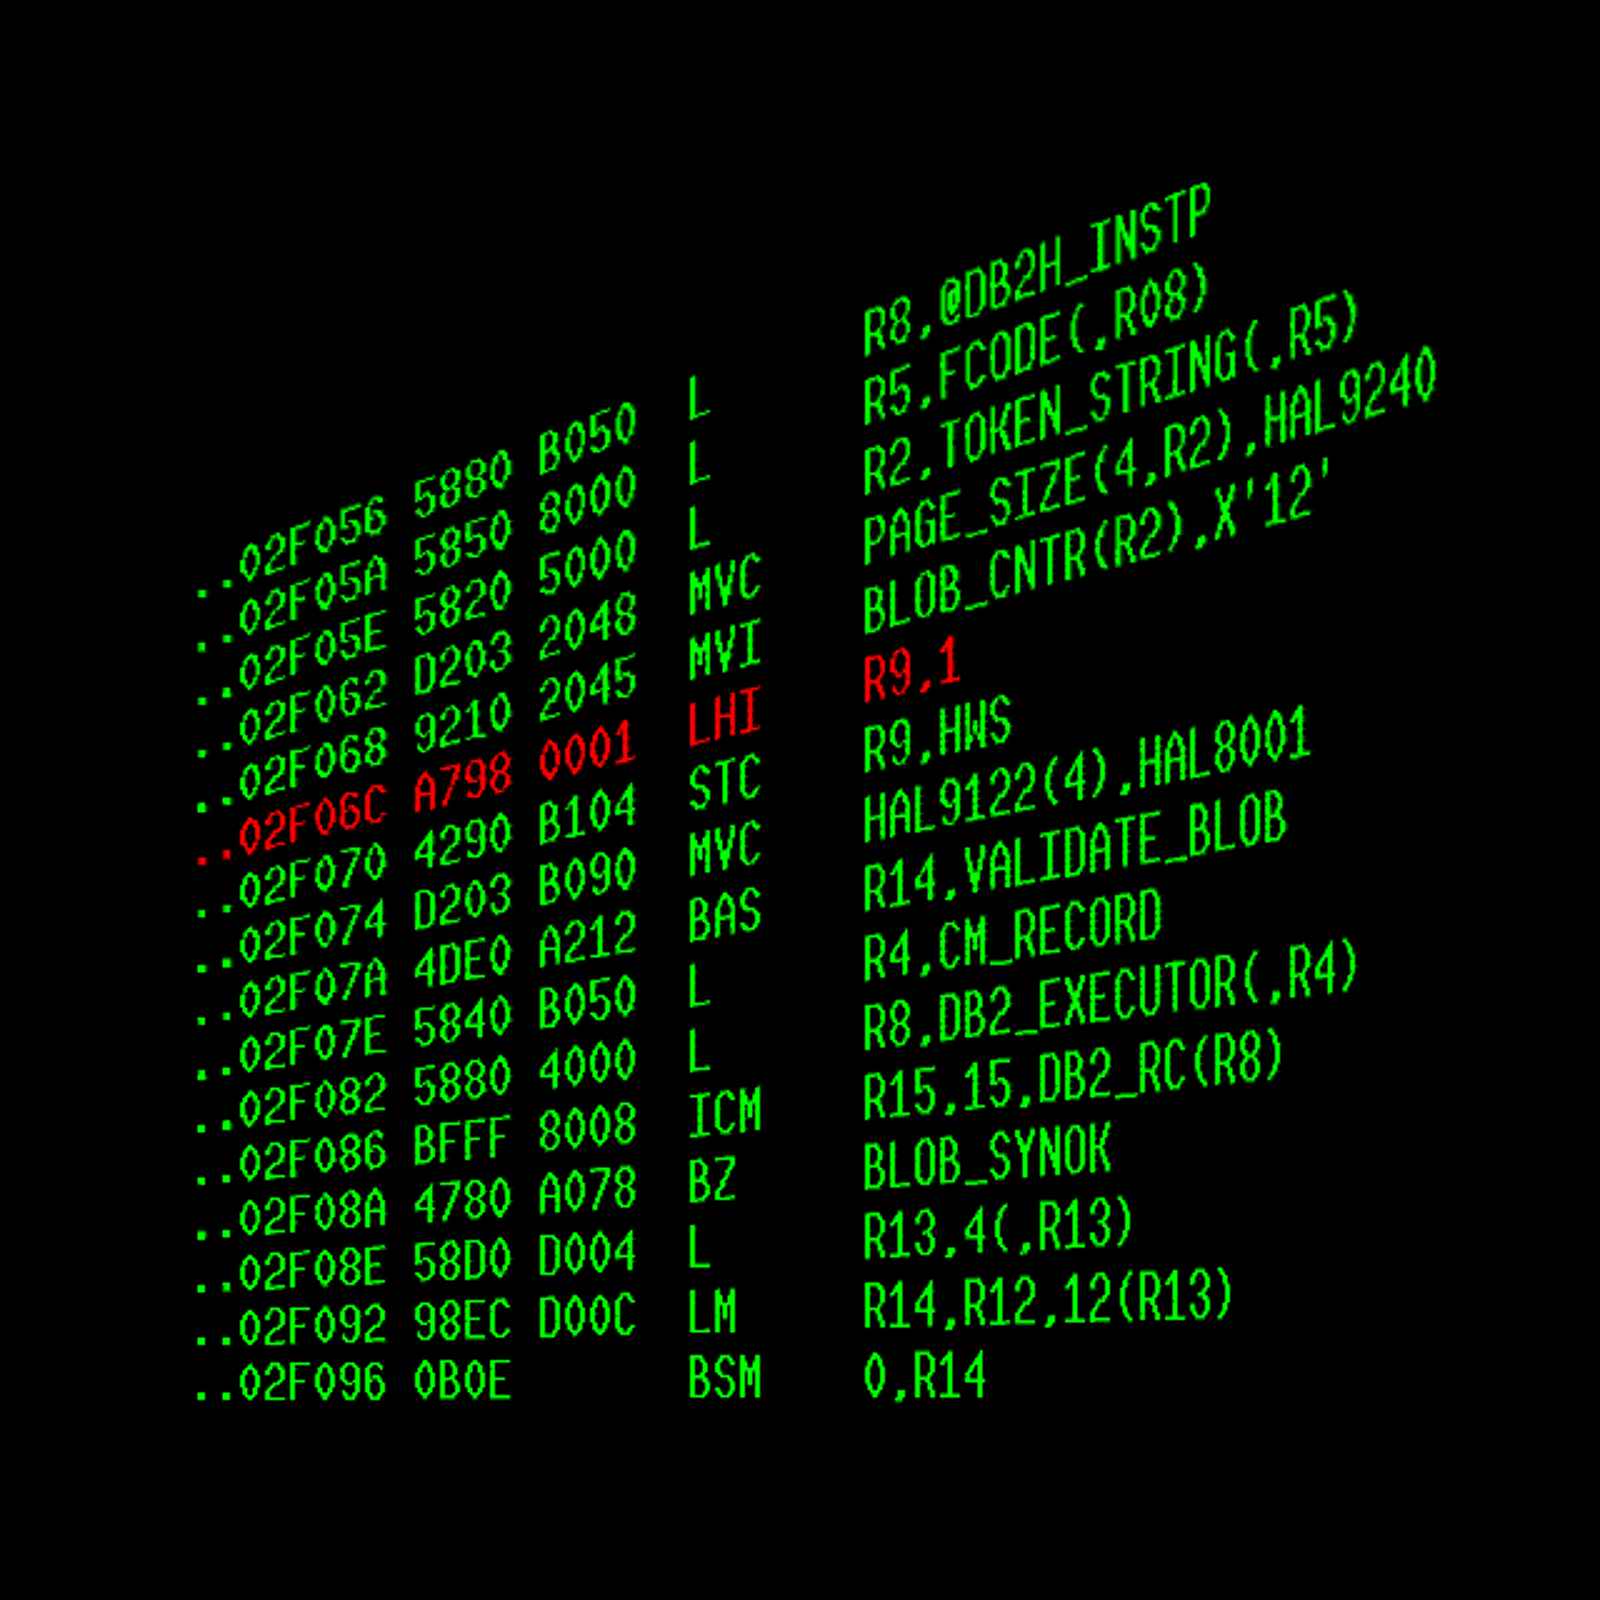 ..02F056 5880 B050 L R8,@DB2H_INSTP
..02F05A 5850 8000 L R5,FCODE(,R08)
..02F05E 5820 5000 L R2,TOKEN_STRING(,R5)
..02F062 D203 2048 MVC PAGE_SIZE(4,R2),HAL9240
..02F068 9210 2045 MVI BLOB_CNTR(R2),X'12'
..02F06C A798 0001 LHI R9,1
..02F070 4290 B104 STC R9,HWS
..02F074 D203 B090 MVC HAL9122(4),HAL8001
..02F07A 4DE0 A212 BAS R14,VALIDATE_BLOB
..02F07E 5840 B050 L R4,CM_RECORD
..02F082 5880 4000 L R8,DB2_EXECUTOR(,R4)
..02F086 BFFF 8008 ICM R15,15,DB2_RC(R8)
..02F08A 4780 A078 BZ BLOB_SYNOK
..02F08E 58D0 D004 L R13,4(,R13)
..02F092 98EC D00C LM R14,R12,12(R13)
..02F096 0B0E BSM 0,R14